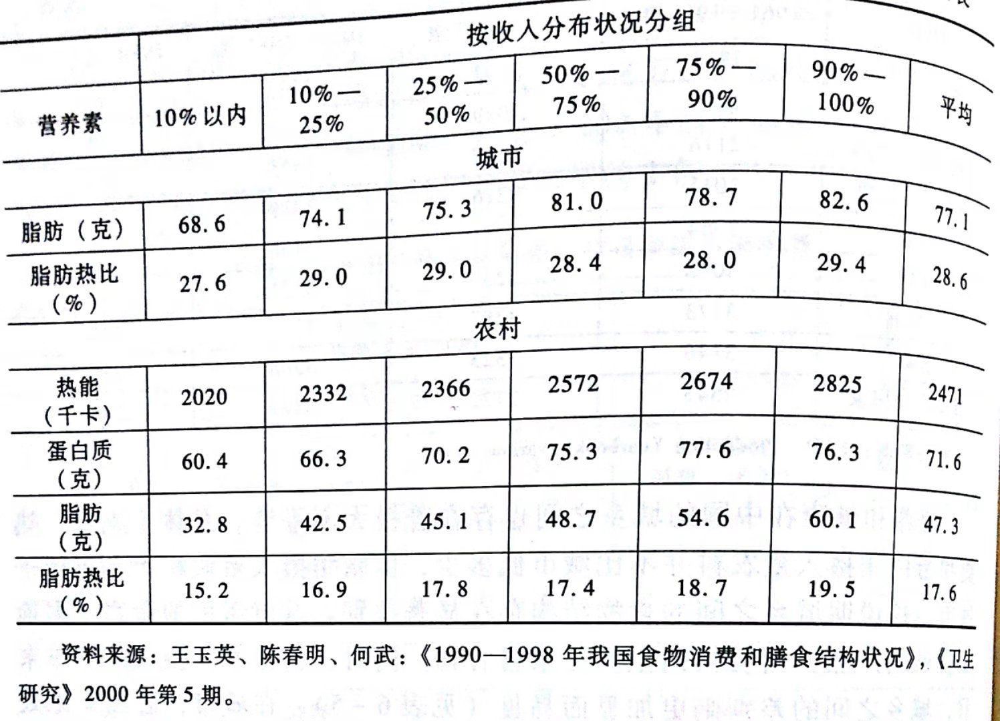 按收入分布状况分组
营养素 10%以内 10%—25% 25%—50% 50%—75% 75%—90% 90%—100% 平均
城市
脂肪（克） 68.6 74.1 75.3 81.0 78.7 82.6 77.1
脂肪热比（%） 27.6 29.0 29.0 28.4 28.0 29.4 28.6
农村
热能（千卡） 2020 2332 2366 2572 2674 2825 2471
蛋白质（克） 60.4 66.3 70.2 75.3 77.6 76.3 71.6
脂肪（克） 32.8 42.5 45.1 48.7 54.6 60.1 47.3
脂肪热比（%） 15.2 16.9 17.8 17.4 18.7 19.5 17.6
资料来源：王玉英、陈春明、何武：《1990—1998 年我国食物消费和膳食结构状况》，《卫生
研究》2000 年第 5 期。